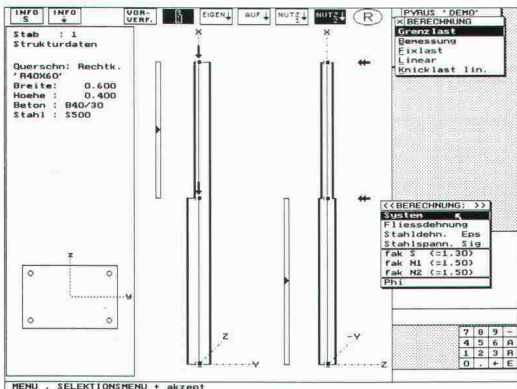 INFO S
INFO
VOR- VERF.
EIGEN
AUF
NUTZ 1
NUTZ 2
R
PYRUS 'DEMO'
BERECHNUNG
Grenzlast
Bemessung
Fixlast
Linear
Knicklast lin.
Stab : 1
Strukturdaten
Querschn: Rechtk.
'R40X60'
Breite: 0.600
Hoehe : 0.400
Beton : B40/30
Stahl : S500
z
y
X
Z
Y
X
-Y
Z
<<BERECHNUNG: >>
System
Fliessdehnung
Stahldehn. Eps
Stahlspann. Sig
fak S (=1.30)
fak N1 (=1.50)
fak N2 (=1.50)
Phi
7 8 9 -
4 5 6 A
1 2 3 R
0 . + E
MENU , SELEKTIONSMENU + akzept